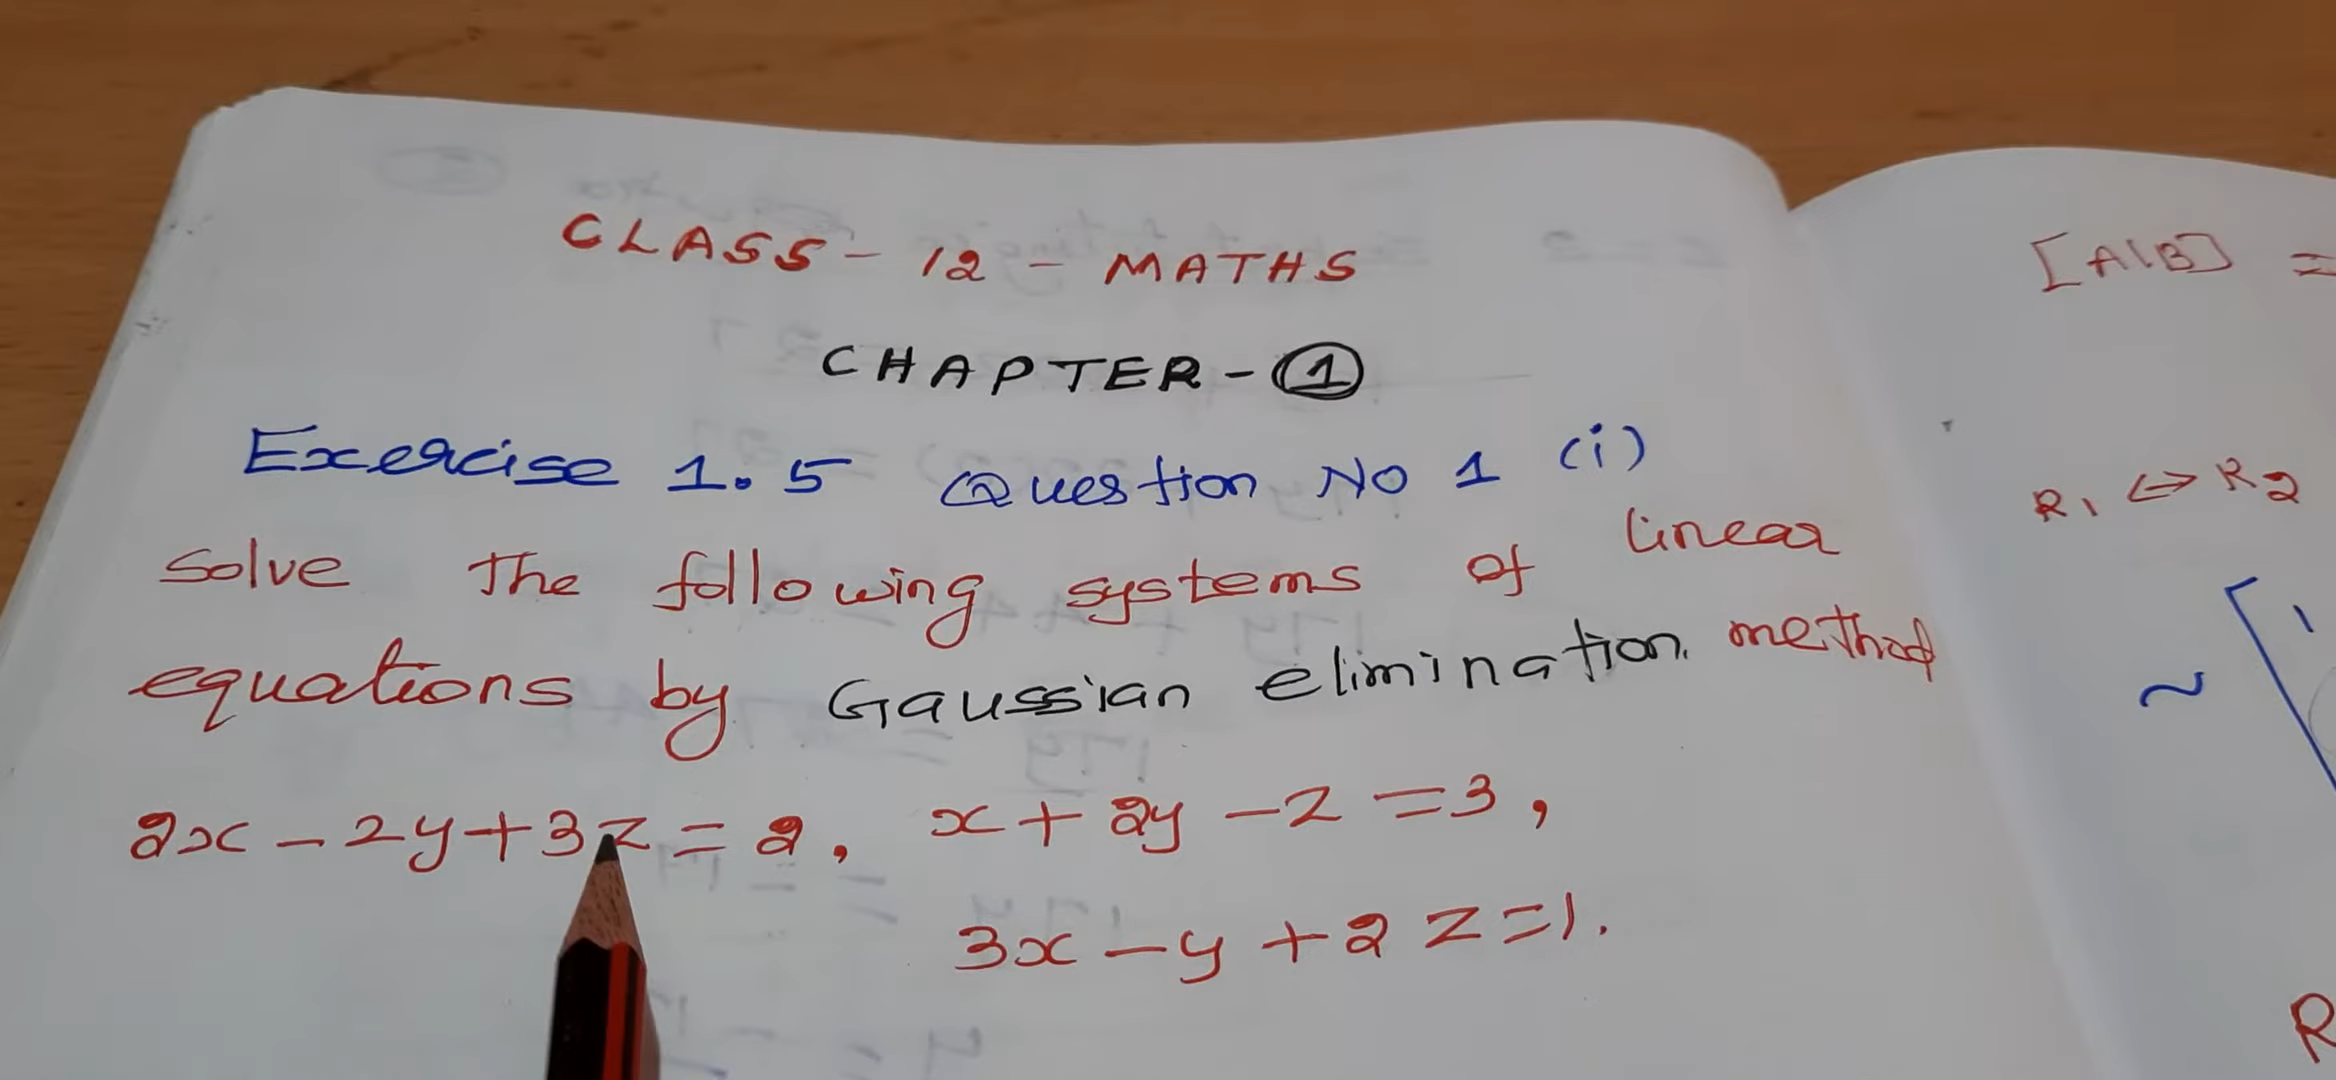 CLASS - 12 - MATHS
CHAPTER - 1
Exercise 1.5 Question No 1 (i)
Solve the following systems of linear
equations by Gaussian elimination method
2x - 2y + 3z = 2, x + 2y - z = 3,
3x - y + 2z = 1.
[A|B] =
R1 ↔ R2
~ [ 1
R